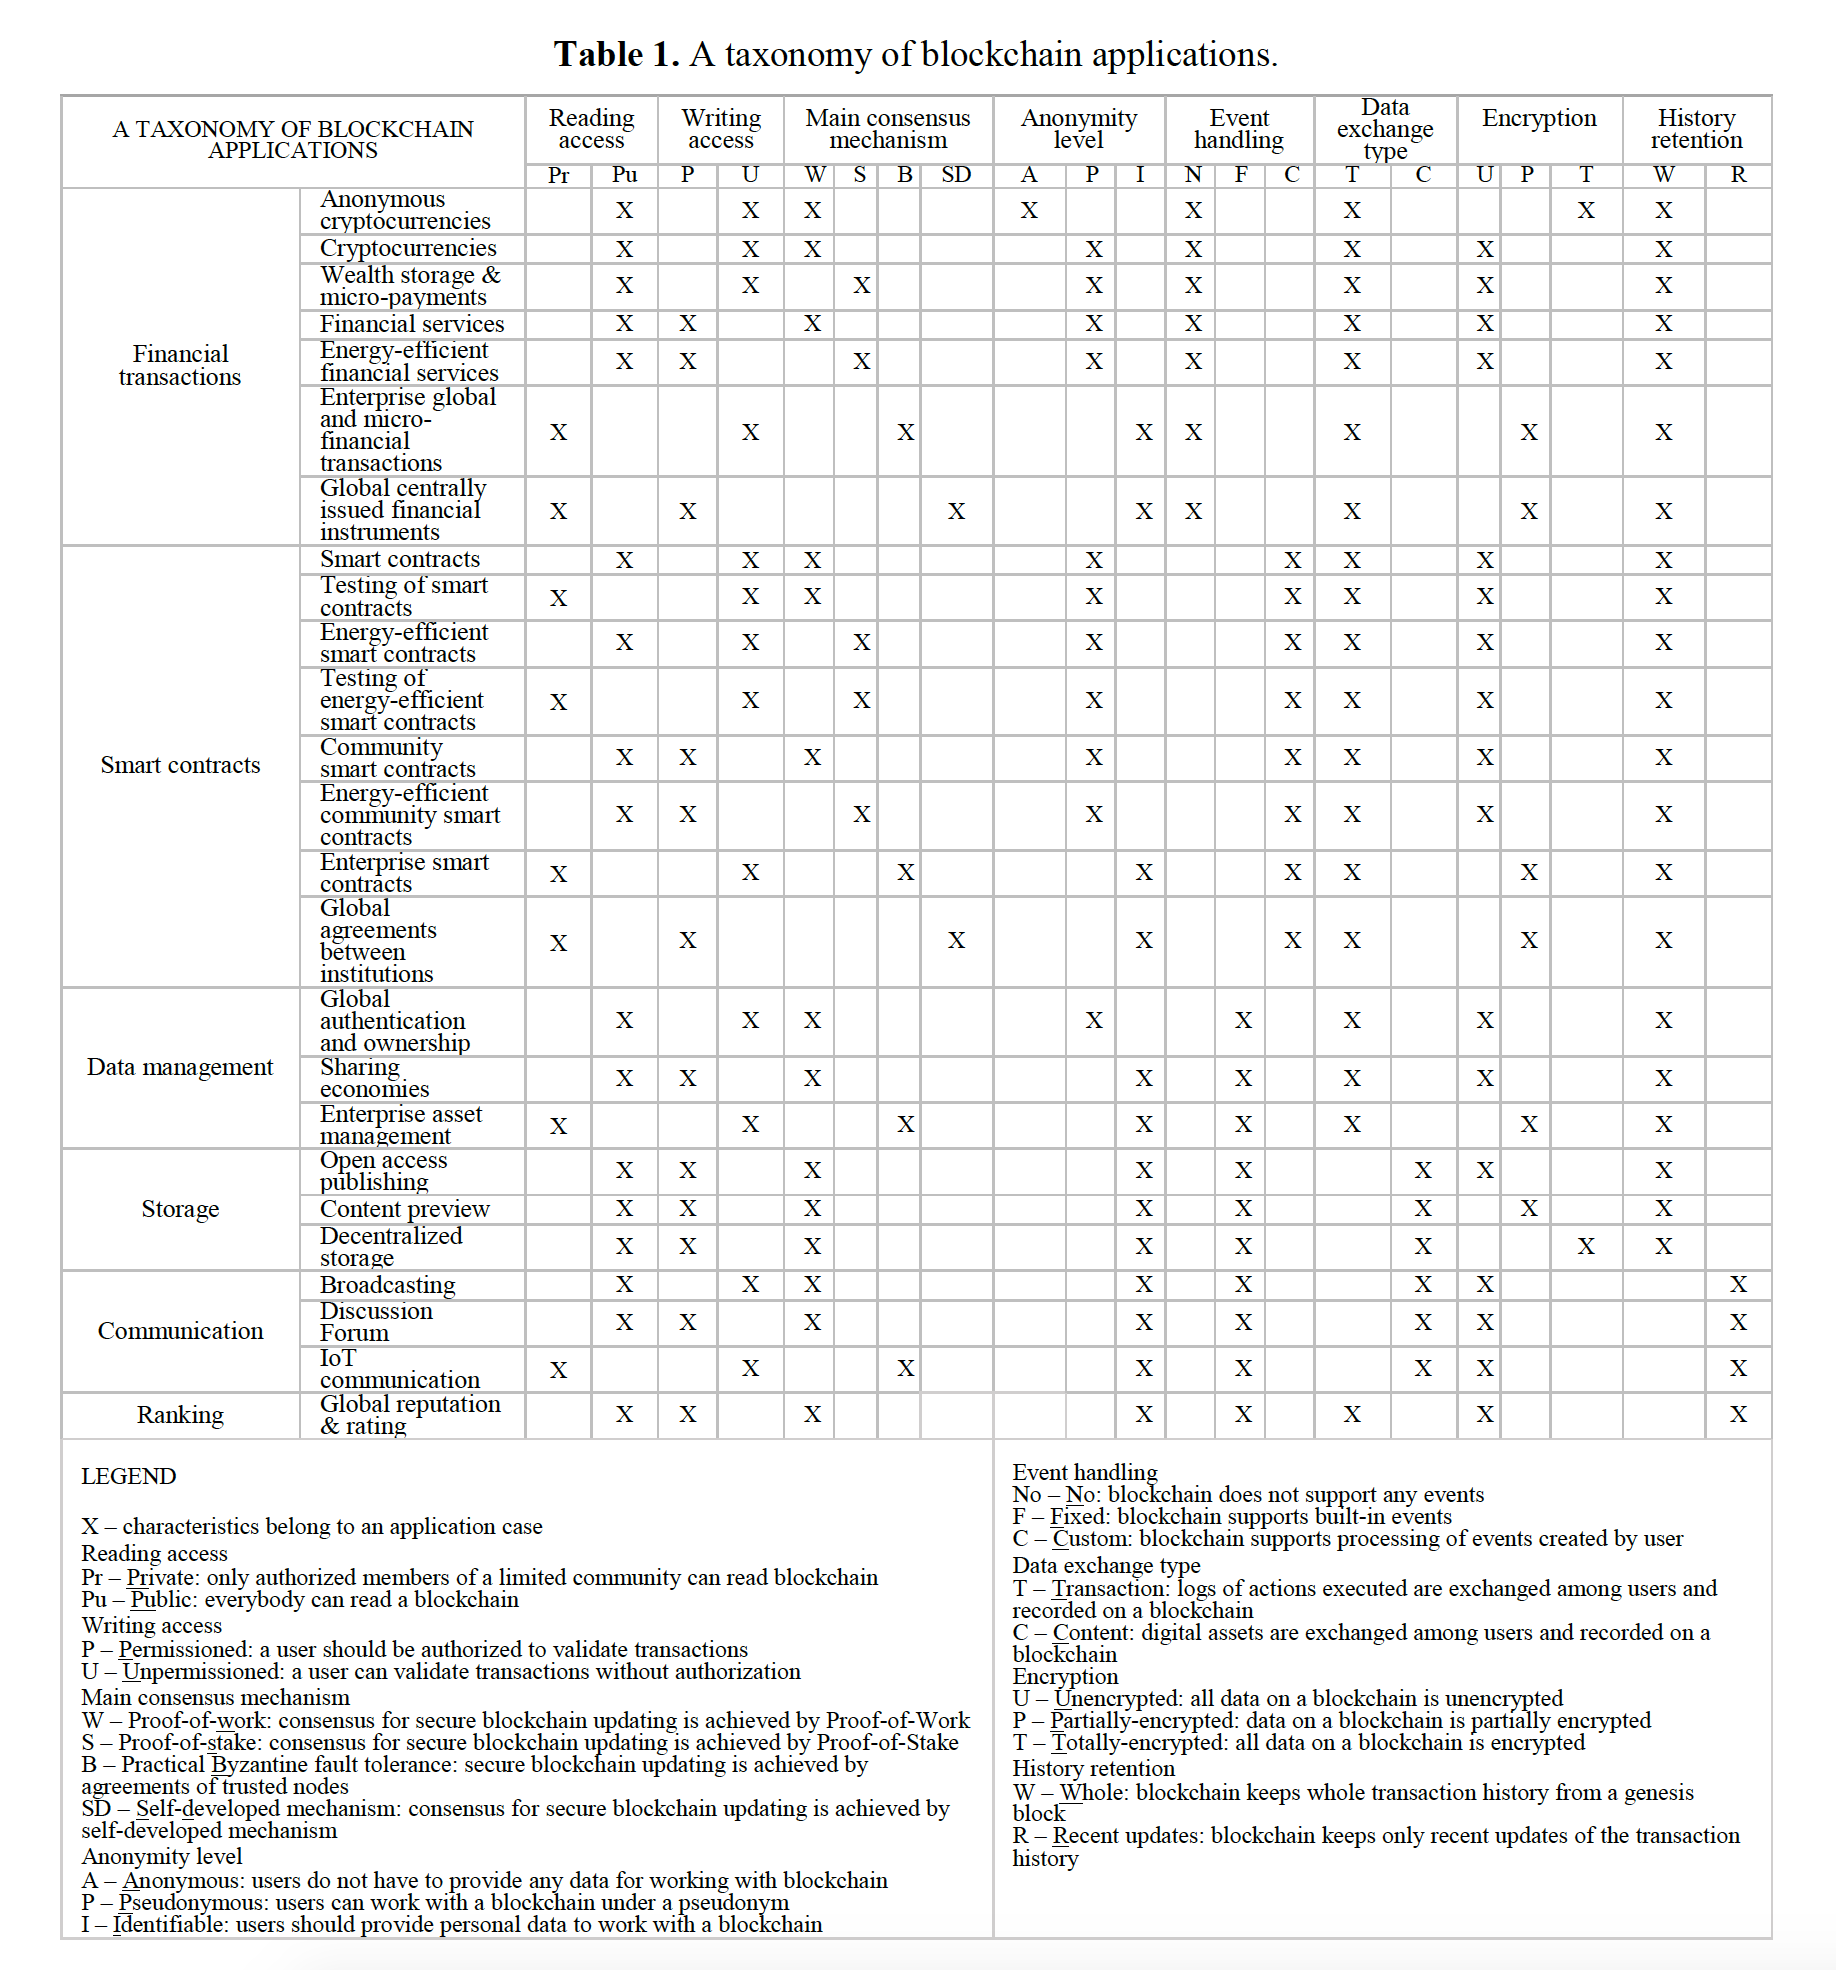 Table 1. A taxonomy of blockchain applications.
A TAXONOMY OF BLOCKCHAIN APPLICATIONS | Reading access | Writing access | Main consensus mechanism | Anonymity level | Event handling | Data exchange type | Encryption | History retention
Pr Pu P U W S B SD A P I N F C T C U P T W R
Financial transactions
Anonymous cryptocurrencies X X X X X X X X
Cryptocurrencies X X X X X X X X
Wealth storage & micro-payments X X X X X X X X
Financial services X X X X X X X X
Energy-efficient financial services X X X X X X X X
Enterprise global and micro-financial transactions X X X X X X X X
Global centrally issued financial instruments X X X X X X X X
Smart contracts
Smart contracts X X X X X X X X
Testing of smart contracts X X X X X X X X
Energy-efficient smart contracts X X X X X X X X
Testing of energy-efficient smart contracts X X X X X X X X
Community smart contracts X X X X X X X X
Energy-efficient community smart contracts X X X X X X X X
Enterprise smart contracts X X X X X X X X
Global agreements between institutions X X X X X X X X
Data management
Global authentication and ownership X X X X X X X X
Sharing economies X X X X X X X X
Enterprise asset management X X X X X X X X
Storage
Open access publishing X X X X X X X X
Content preview X X X X X X X X
Decentralized storage X X X X X X X X
Communication
Broadcasting X X X X X X X X
Discussion Forum X X X X X X X X
IoT communication X X X X X X X X
Ranking
Global reputation & rating X X X X X X X X
LEGEND
X – characteristics belong to an application case
Reading access
Pr – Private: only authorized members of a limited community can read blockchain
Pu – Public: everybody can read a blockchain
Writing access
P – Permissioned: a user should be authorized to validate transactions
U – Unpermissioned: a user can validate transactions without authorization
Main consensus mechanism
W – Proof-of-work: consensus for secure blockchain updating is achieved by Proof-of-Work
S – Proof-of-stake: consensus for secure blockchain updating is achieved by Proof-of-Stake
B – Practical Byzantine fault tolerance: secure blockchain updating is achieved by
agreements of trusted nodes
SD – Self-developed mechanism: consensus for secure blockchain updating is achieved by
self-developed mechanism
Anonymity level
A – Anonymous: users do not have to provide any data for working with blockchain
P – Pseudonymous: users can work with a blockchain under a pseudonym
I – Identifiable: users should provide personal data to work with a blockchain
Event handling
No – No: blockchain does not support any events
F – Fixed: blockchain supports built-in events
C – Custom: blockchain supports processing of events created by user
Data exchange type
T – Transaction: logs of actions executed are exchanged among users and
recorded on a blockchain
C – Content: digital assets are exchanged among users and recorded on a
blockchain
Encryption
U – Unencrypted: all data on a blockchain is unencrypted
P – Partially-encrypted: data on a blockchain is partially encrypted
T – Totally-encrypted: all data on a blockchain is encrypted
History retention
W – Whole: blockchain keeps whole transaction history from a genesis
block
R – Recent updates: blockchain keeps only recent updates of the transaction
history